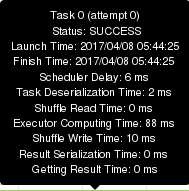 Task 0 (attempt 0)
Status: SUCCESS
Launch Time: 2017/04/08 05:44:25
Finish Time: 2017/04/08 05:44:25
Scheduler Delay: 6 ms
Task Deserialization Time: 2 ms
Shuffle Read Time: 0 ms
Executor Computing Time: 88 ms
Shuffle Write Time: 10 ms
Result Serialization Time: 0 ms
Getting Result Time: 0 ms